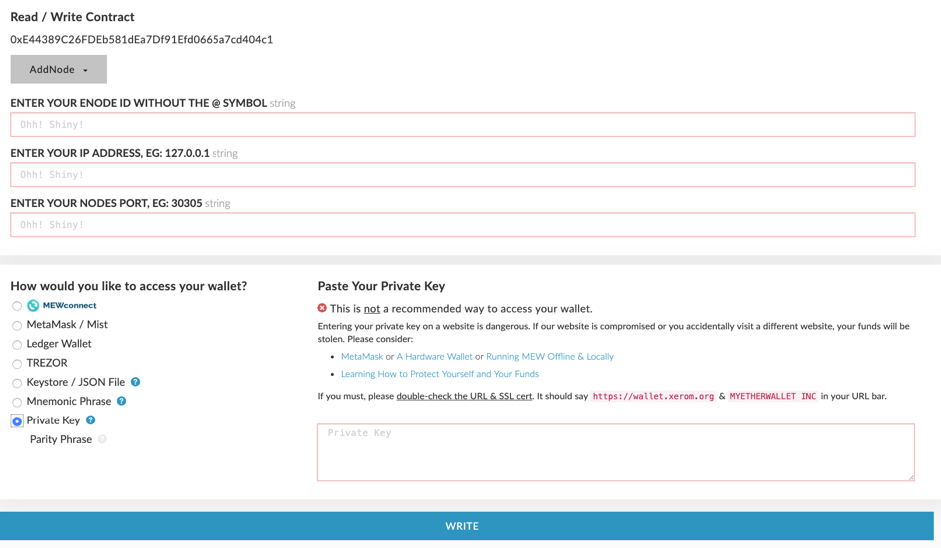 Read / Write Contract
0xE44389C26FDEb581dEa7Df91Efd0665a7cd404c1
AddNode
ENTER YOUR ENODE ID WITHOUT THE @ SYMBOL string
Ohh! Shiny!
ENTER YOUR IP ADDRESS, EG: 127.0.0.1 string
Ohh! Shiny!
ENTER YOUR NODES PORT, EG: 30305 string
Ohh! Shiny!
How would you like to access your wallet?
MEWconnect
MetaMask / Mist
Ledger Wallet
TREZOR
Keystore / JSON File ?
Mnemonic Phrase ?
Private Key ?
Parity Phrase ?
Paste Your Private Key
This is not a recommended way to access your wallet.
Entering your private key on a website is dangerous. If our website is compromised or you accidentally visit a different website, your funds will be
stolen. Please consider:
• MetaMask or A Hardware Wallet or Running MEW Offline & Locally
• Learning How to Protect Yourself and Your Funds
If you must, please double-check the URL & SSL cert. It should say https://wallet.xerom.org & MYETHERWALLET INC in your URL bar.
Private Key
WRITE